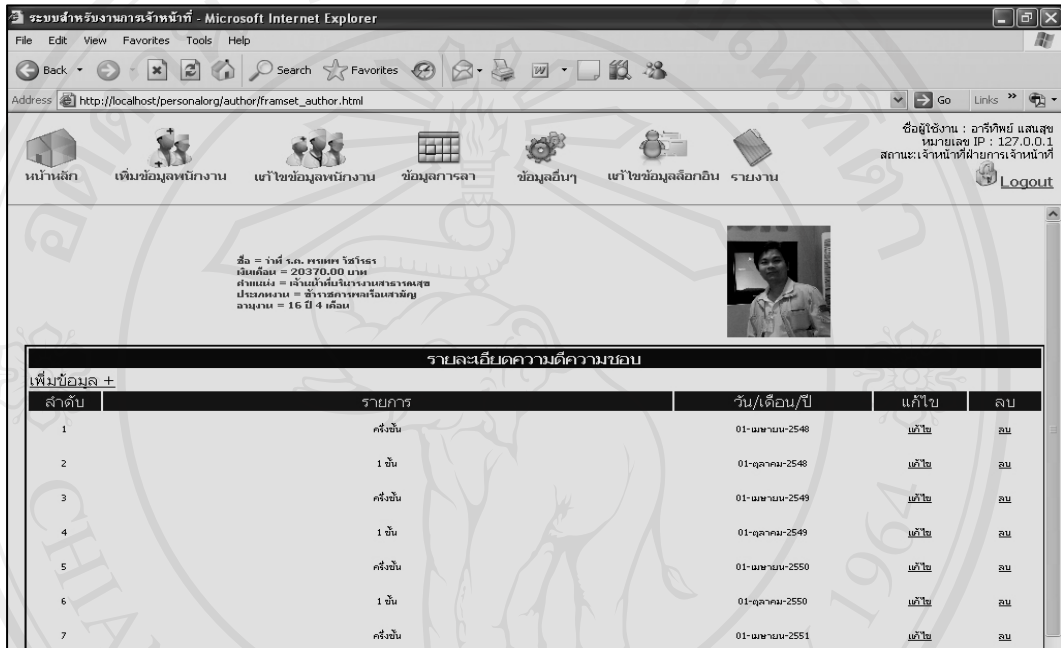 ระบบสำหรับงานการเจ้าหน้าที่ - Microsoft Internet Explorer
File Edit View Favorites Tools Help
Back Search Favorites
Address http://localhost/personalorg/author/framset_author.html Go Links »
ชื่อผู้ใช้งาน : อารีทิพย์ แสนสุข
หมายเลข IP : 127.0.0.1
สถานะ:เจ้าหน้าที่ฝ่ายการเจ้าหน้าที่
Logout
หน้าหลัก เพิ่มข้อมูลพนักงาน แก้ไขข้อมูลพนักงาน ข้อมูลการลา ข้อมูลอื่นๆ แก้ไขข้อมูลล็อกอิน รายงาน
ชื่อ = ว่าที่ ร.ต.
เงินเดือน = 20370.00 บาท
ตำแหน่ง = เจ้าหน้าที่บริหารงานสาธารณสุข
ประเภทงาน = ข้าราชการพลเรือนสามัญ
อายุงาน = 16 ปี 4 เดือน
รายละเอียดความดีความชอบ
เพิ่มข้อมูล +
ลำดับ รายการ วัน/เดือน/ปี แก้ไข ลบ
1 ครึ่งขั้น 01-เมษายน-2548 แก้ไข ลบ
2 1 ขั้น 01-ตุลาคม-2548 แก้ไข ลบ
3 ครึ่งขั้น 01-เมษายน-2549 แก้ไข ลบ
4 1 ขั้น 01-ตุลาคม-2549 แก้ไข ลบ
5 ครึ่งขั้น 01-เมษายน-2550 แก้ไข ลบ
6 1 ขั้น 01-ตุลาคม-2550 แก้ไข ลบ
7 ครึ่งขั้น 01-เมษายน-2551 แก้ไข ลบ
1964